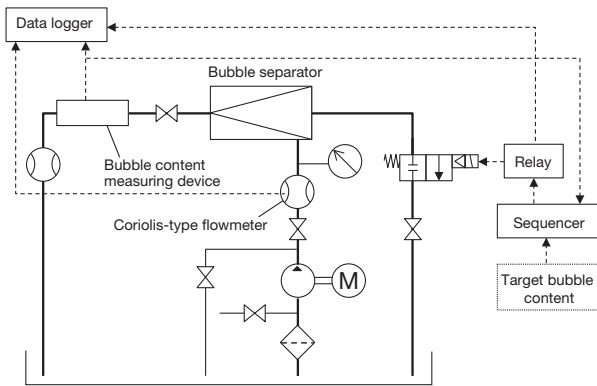 Data logger
Bubble separator
Bubble content
measuring device
Relay
Coriolis-type flowmeter
Sequencer
M
Target bubble
content